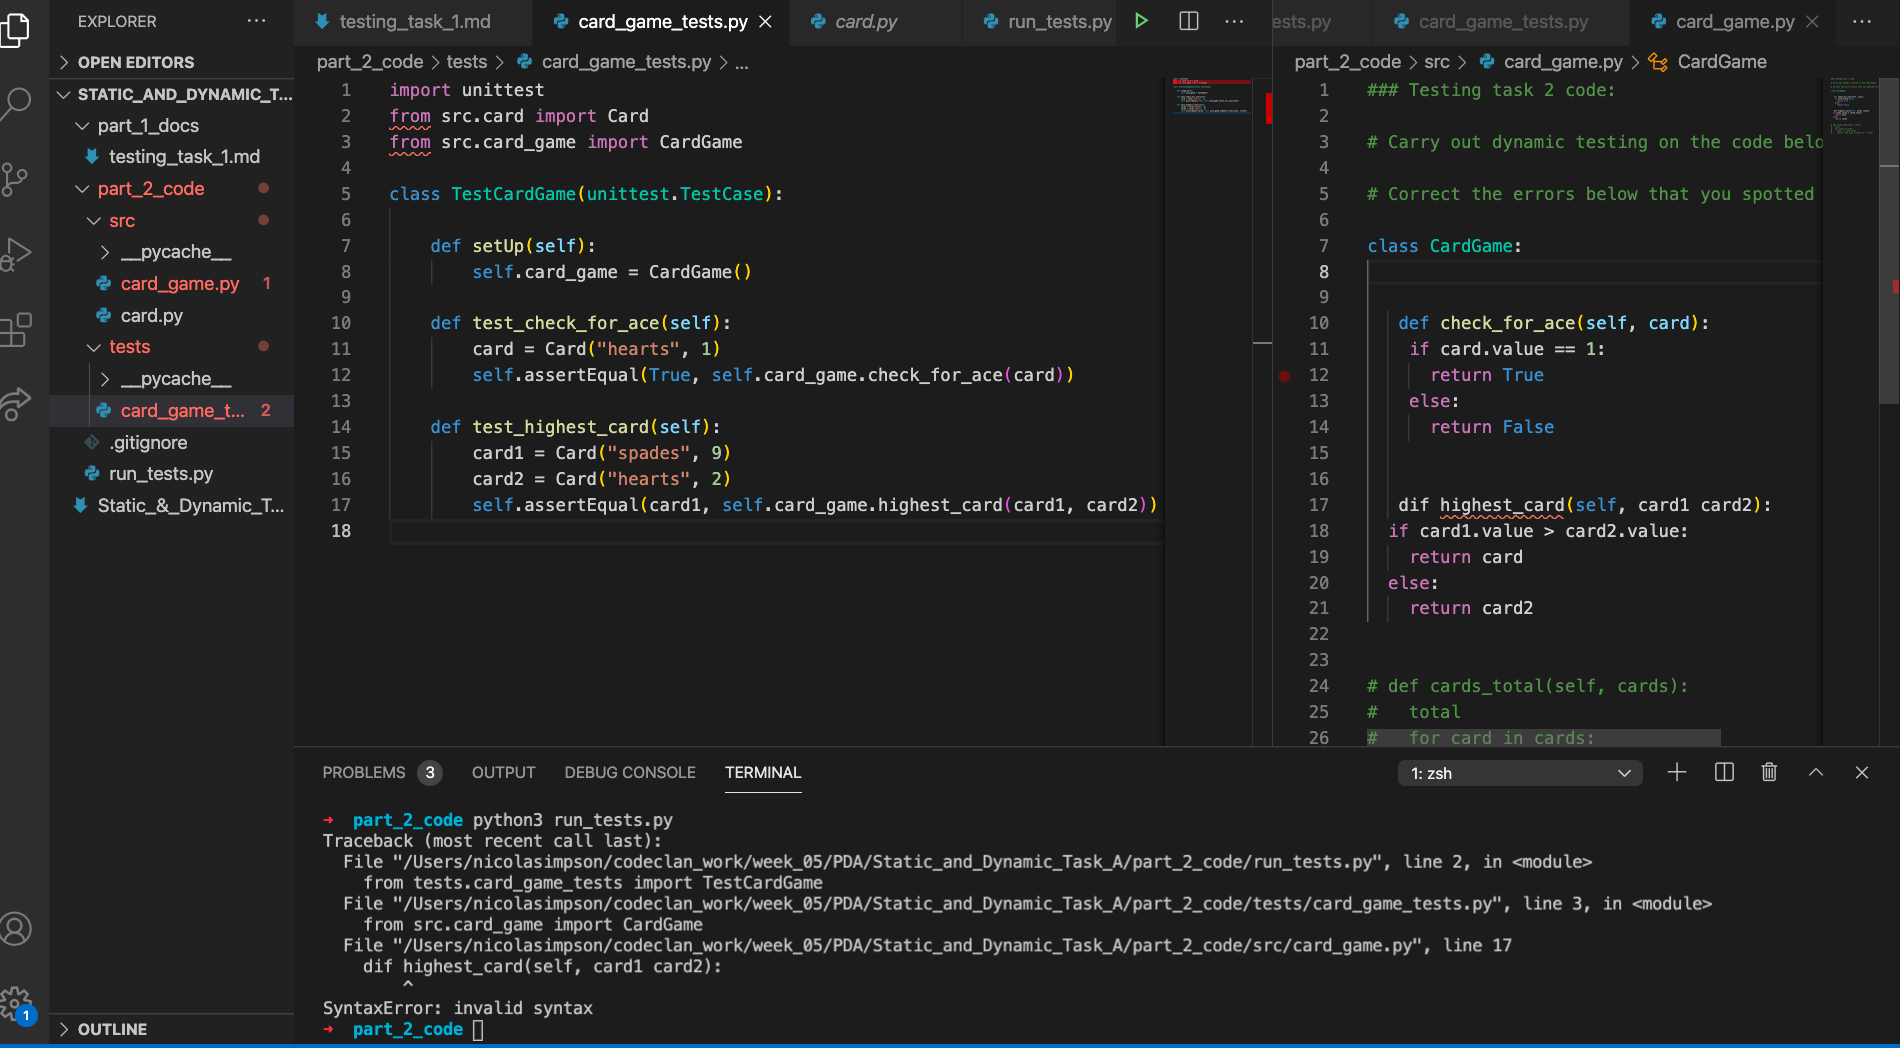 EXPLORER
testing_task_1.md
card_game_tests.py
card.py
run_tests.py
ests.py
card_game_tests.py
card_game.py
OPEN EDITORS
STATIC_AND_DYNAMIC_T...
part_1_docs
testing_task_1.md
part_2_code
src
__pycache__
card_game.py 1
card.py
tests
__pycache__
card_game_t... 2
.gitignore
run_tests.py
Static_&_Dynamic_T...
OUTLINE
1
part_2_code > tests > card_game_tests.py > ...
1 import unittest
2 from src.card import Card
3 from src.card_game import CardGame
4
5 class TestCardGame(unittest.TestCase):
6
7 def setUp(self):
8 self.card_game = CardGame()
9
10 def test_check_for_ace(self):
11 card = Card("hearts", 1)
12 self.assertEqual(True, self.card_game.check_for_ace(card))
13
14 def test_highest_card(self):
15 card1 = Card("spades", 9)
16 card2 = Card("hearts", 2)
17 self.assertEqual(card1, self.card_game.highest_card(card1, card2))
18
part_2_code > src > card_game.py > CardGame
1 ### Testing task 2 code:
2
3 # Carry out dynamic testing on the code belo
4
5 # Correct the errors below that you spotted
6
7 class CardGame:
8
9
10 def check_for_ace(self, card):
11 if card.value == 1:
12 return True
13 else:
14 return False
15
16
17 dif highest_card(self, card1 card2):
18 if card1.value > card2.value:
19 return card
20 else:
21 return card2
22
23
24 # def cards_total(self, cards):
25 # total
26 # for card in cards:
PROBLEMS 3 OUTPUT DEBUG CONSOLE TERMINAL
1: zsh
→ part_2_code python3 run_tests.py
Traceback (most recent call last):
File "/Users/nicolasimpson/codeclan_work/week_05/PDA/Static_and_Dynamic_Task_A/part_2_code/run_tests.py", line 2, in <module>
from tests.card_game_tests import TestCardGame
File "/Users/nicolasimpson/codeclan_work/week_05/PDA/Static_and_Dynamic_Task_A/part_2_code/tests/card_game_tests.py", line 3, in <module>
from src.card_game import CardGame
File "/Users/nicolasimpson/codeclan_work/week_05/PDA/Static_and_Dynamic_Task_A/part_2_code/src/card_game.py", line 17
dif highest_card(self, card1 card2):
^
SyntaxError: invalid syntax
→ part_2_code